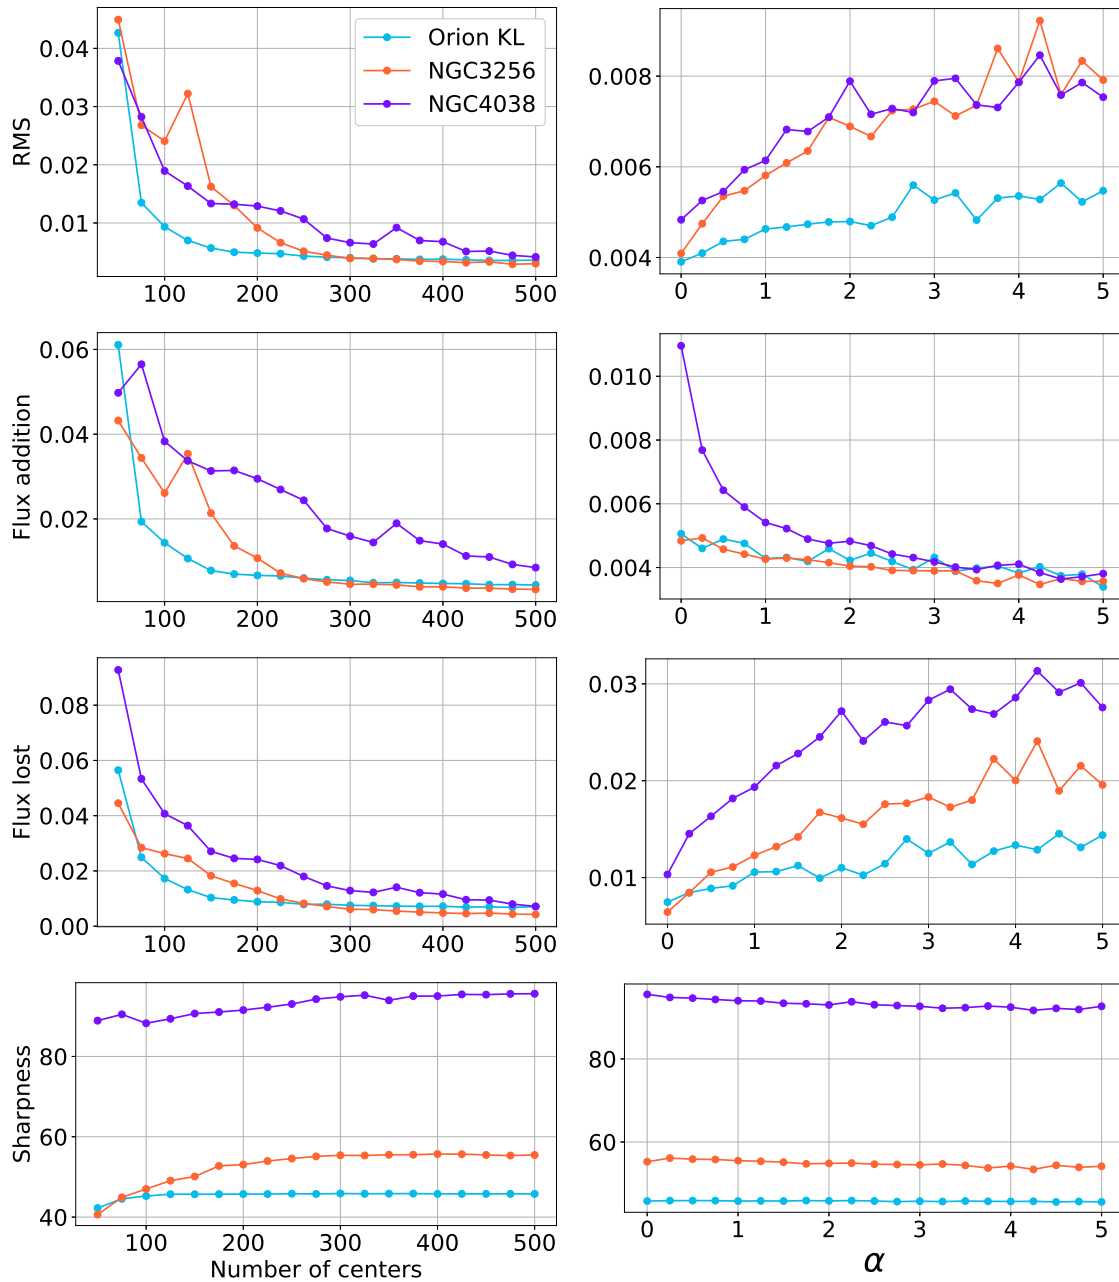 RMS
0.04
0.03
0.02
0.01
100 200 300 400 500
Orion KL
NGC3256
NGC4038
0.008
0.006
0.004
0 1 2 3 4 5
Flux addition
0.06
0.04
0.02
100 200 300 400 500
0.010
0.008
0.006
0.004
0 1 2 3 4 5
Flux lost
0.08
0.06
0.04
0.02
0.00
100 200 300 400 500
0.03
0.02
0.01
0 1 2 3 4 5
Sharpness
80
60
40
100 200 300 400 500
Number of centers
80
60
0 1 2 3 4 5
α